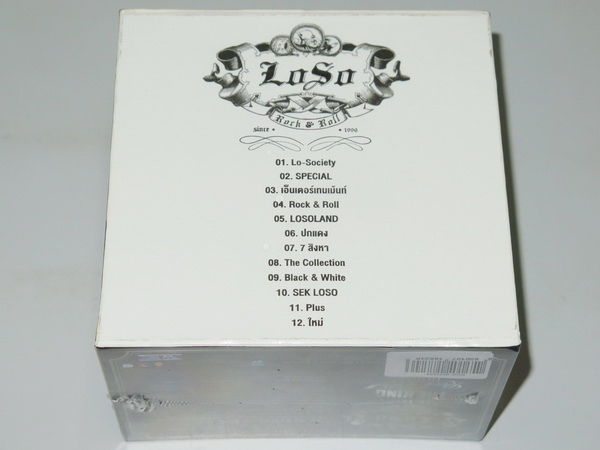 LoSo
Rock & Roll
since • • 1996
01. Lo-Society
02. SPECIAL
03. เอ็นเตอร์เทนเม้นท์
04. Rock & Roll
05. LOSOLAND
06. ปกแดง
07. 7 สิงหา
08. The Collection
09. Black & White
10. SEK LOSO
11. Plus
12. ใหม่